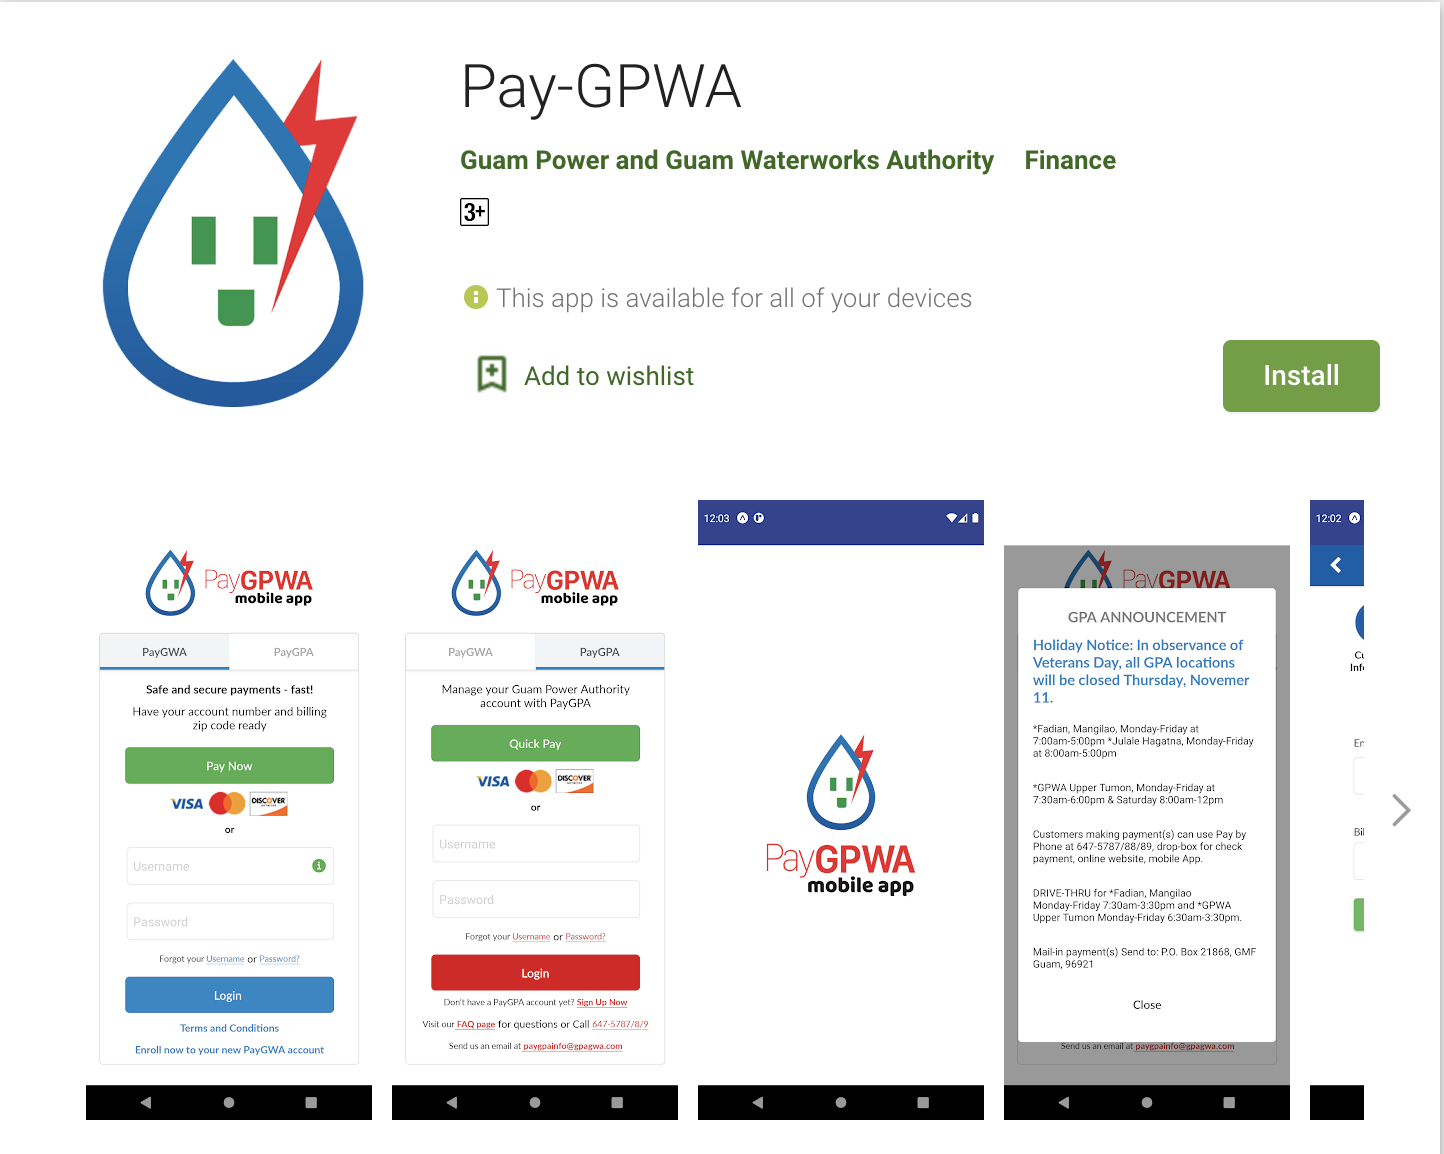 Pay-GPWA
Guam Power and Guam Waterworks Authority Finance
3+
This app is available for all of your devices
Add to wishlist
Install
PayGPWA
mobile app
PayGWA PayGPA
Safe and secure payments - fast!
Have your account number and billing
zip code ready
Pay Now
VISA DISCOVER
or
Username
Password
Forgot your Username or Password?
Login
Terms and Conditions
Enroll now to your new PayGWA account
PayGPWA
mobile app
PayGWA PayGPA
Manage your Guam Power Authority
account with PayGPA
Quick Pay
VISA DISCOVER
or
Username
Password
Forgot your Username or Password?
Login
Don't have a PayGPA account yet? Sign Up Now
Visit our FAQ page for questions or Call 647-5787/8/9
Send us an email at paygpainfo@gpagwa.com
12:03
PayGPWA
mobile app
PayGPWA
GPA ANNOUNCEMENT
Holiday Notice: In observance of
Veterans Day, all GPA locations
will be closed Thursday, Novemer
11.
*Fadian, Mangilao, Monday-Friday at
7:00am-5:00pm *Julale Hagatna, Monday-Friday
at 8:00am-5:00pm
*GPWA Upper Tumon, Monday-Friday at
7:30am-6:00pm & Saturday 8:00am-12pm
Customers making payment(s) can use Pay by
Phone at 647-5787/88/89, drop-box for check
payment, online website, mobile App.
DRIVE-THRU for *Fadian, Mangilao
Monday-Friday 7:30am-3:30pm and *GPWA
Upper Tumon Monday-Friday 6:30am-3:30pm.
Mail-in payment(s) Send to: P.O. Box 21868, GMF
Guam, 96921
Close
Send us an email at paygpainfo@gpagwa.com
12:02